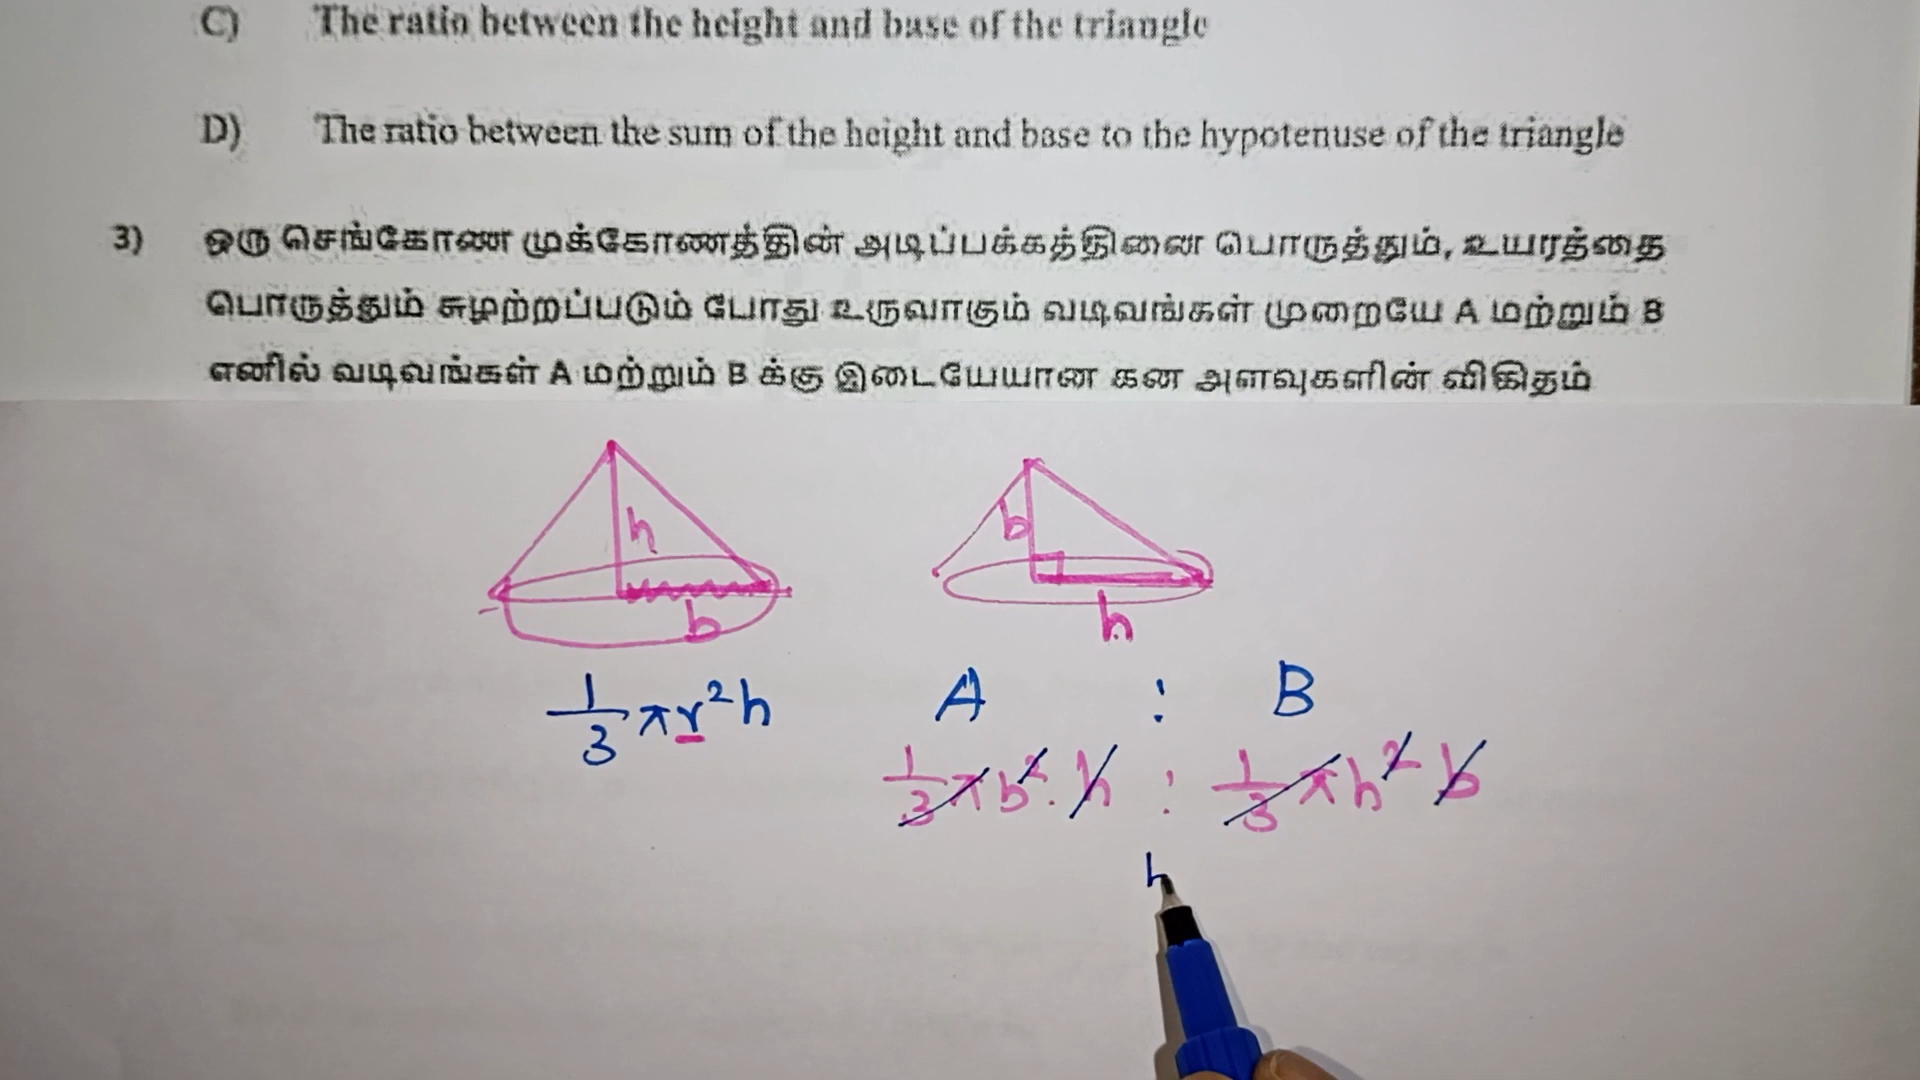 C) The ratio between the height and base of the triangle
D) The ratio between the sum of the height and base to the hypotenuse of the triangle
3) ஒரு செங்கோண முக்கோணத்தின் அடிப்பக்கத்தினை பொருத்தும், உயரத்தை
பொருத்தும் சுழற்றப்படும் போது உருவாகும் வடிவங்கள் முறையே A மற்றும் B
எனில் வடிவங்கள் A மற்றும் B க்கு இடையேயான கன அளவுகளின் விகிதம்
h b
b h
1/3 πr²h A : B
1/3 πb².h : 1/3 πh²b
h